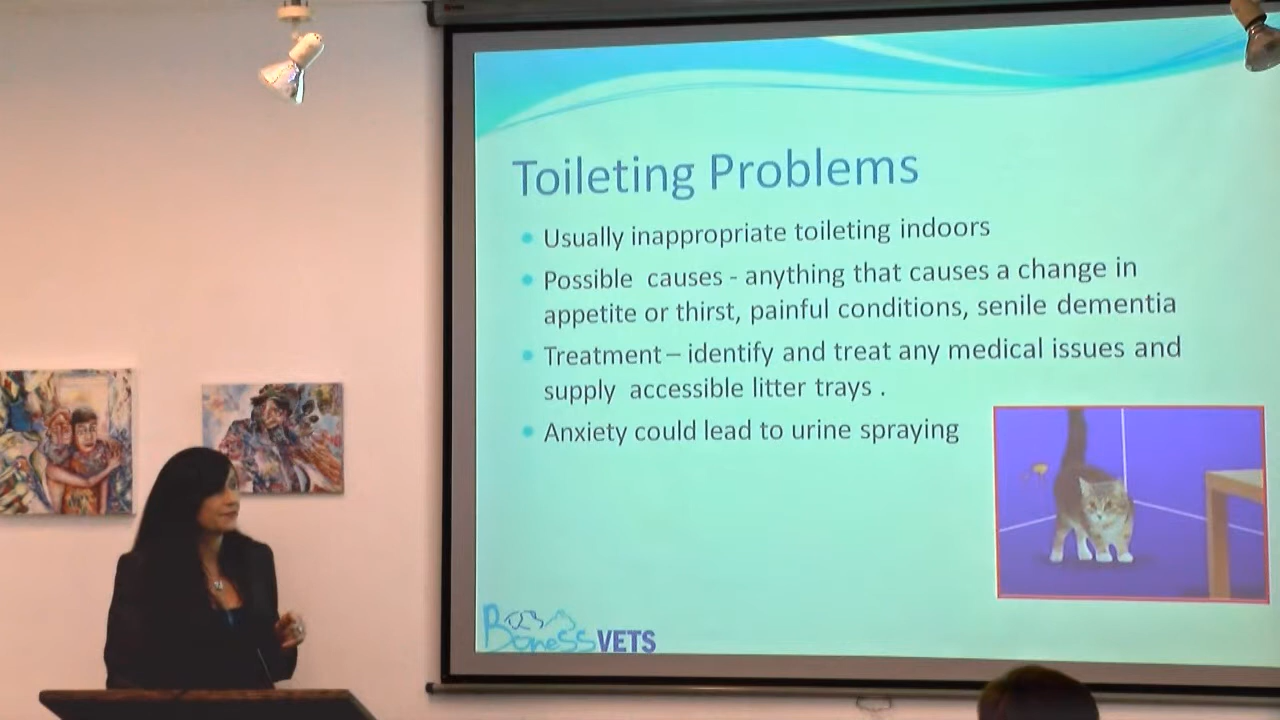 Toileting Problems
Usually inappropriate toileting indoors
Possible causes - anything that causes a change in
appetite or thirst, painful conditions, senile dementia
Treatment – identify and treat any medical issues and
supply accessible litter trays .
Anxiety could lead to urine spraying
Boness VETS